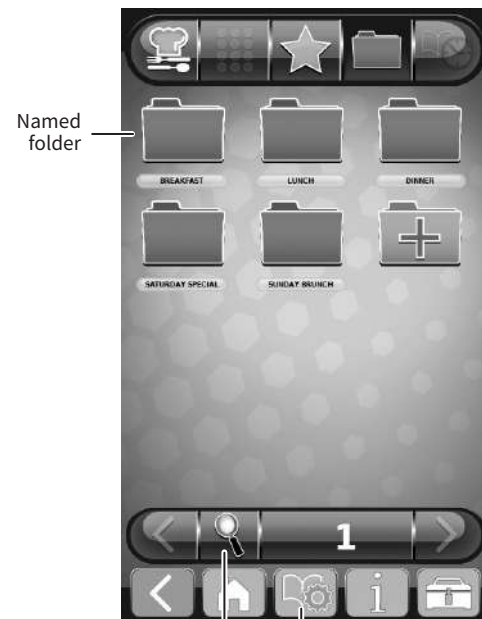 Named
folder
BREAKFAST
LUNCH
DINNER
SATURDAY SPECIAL
SUNDAY BRUNCH
1
i